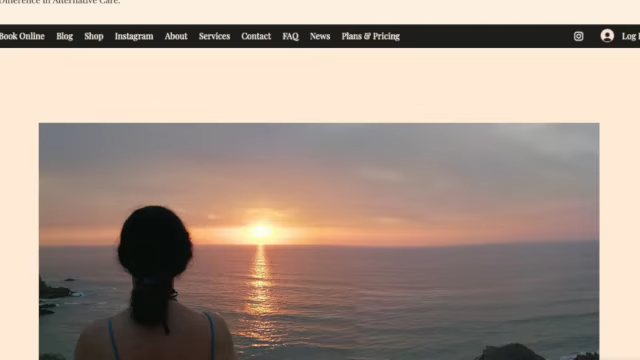 Difference in Alternative Care.
Book Online Blog Shop Instagram About Services Contact FAQ News Plans & Pricing Log